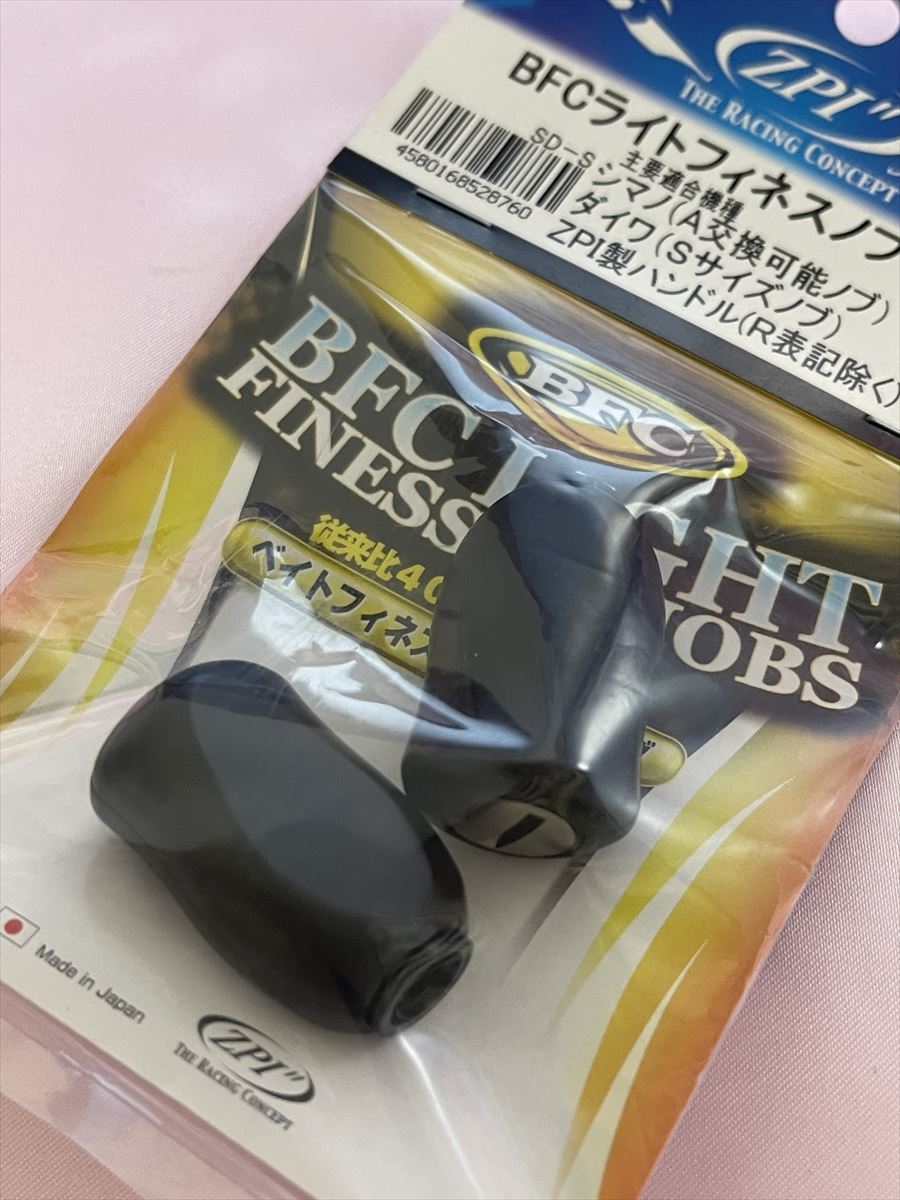 ZPI
THE RACING CONCEPT
BFCライトフィネスノブ
SD-S
主要適合機種
4580168528760
シマノ(A交換可能ノブ)
ダイワ(Sサイズノブ)
ZPI製ハンドル(R表記除く)
BFC
BFC L GHT
FINESS NOBS
従来比40
ベイトフィネス
Made in Japan
ZPI
THE RACING CONCEPT